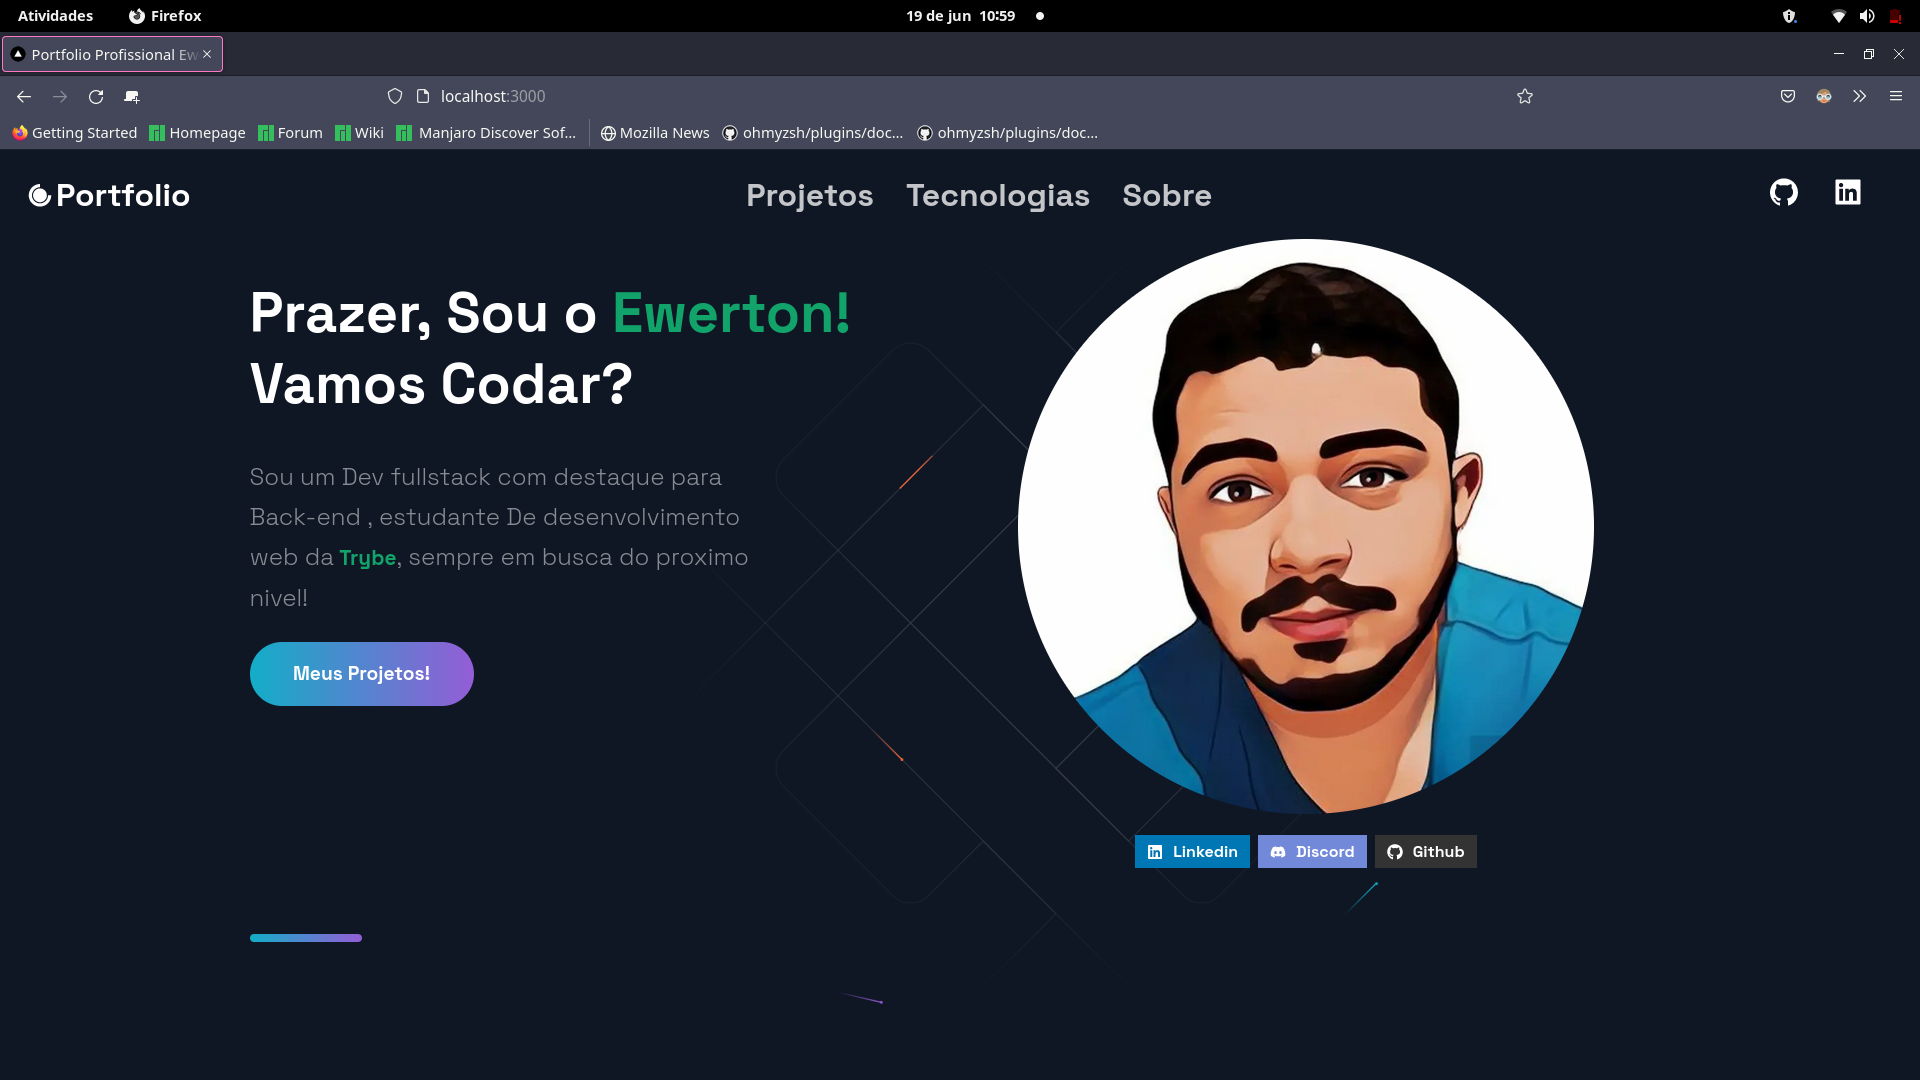 Atividades
Firefox
19 de jun 10:59
Portfolio Profissional Ew
localhost:3000
Getting Started
Homepage
Forum
Wiki
Manjaro Discover Sof...
Mozilla News
ohmyzsh/plugins/doc...
ohmyzsh/plugins/doc...
Portfolio
Projetos
Tecnologias
Sobre
Prazer, Sou o Ewerton!
Vamos Codar?
Sou um Dev fullstack com destaque para
Back-end , estudante De desenvolvimento
web da Trybe, sempre em busca do proximo
nivel!
Meus Projetos!
Linkedin
Discord
Github